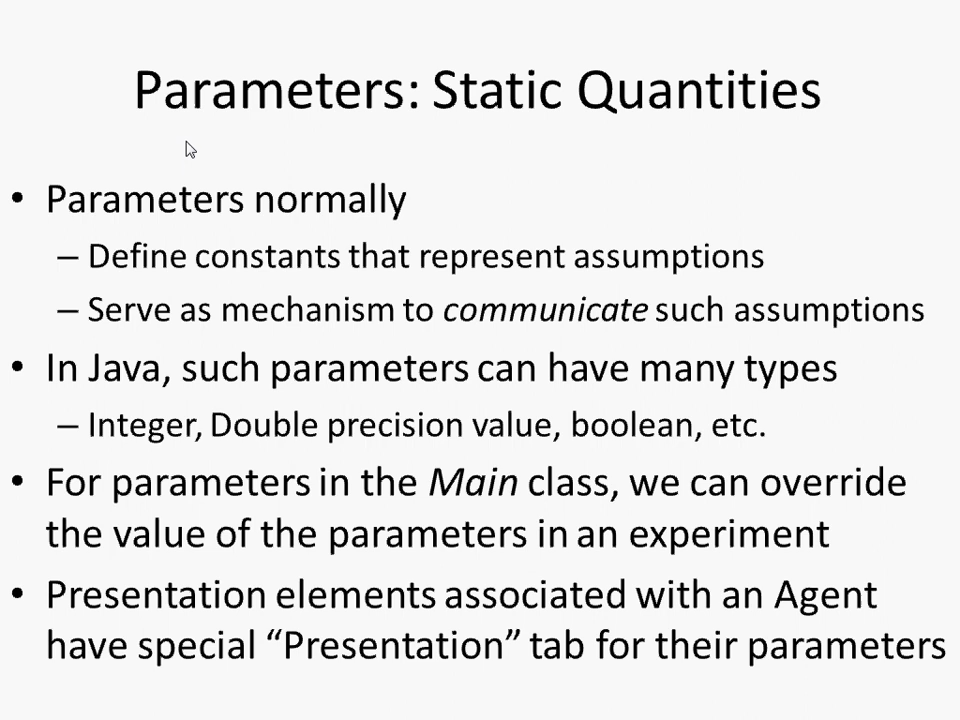 Parameters: Static Quantities
• Parameters normally
– Define constants that represent assumptions
– Serve as mechanism to communicate such assumptions
• In Java, such parameters can have many types
– Integer, Double precision value, boolean, etc.
• For parameters in the Main class, we can override
the value of the parameters in an experiment
• Presentation elements associated with an Agent
have special “Presentation” tab for their parameters